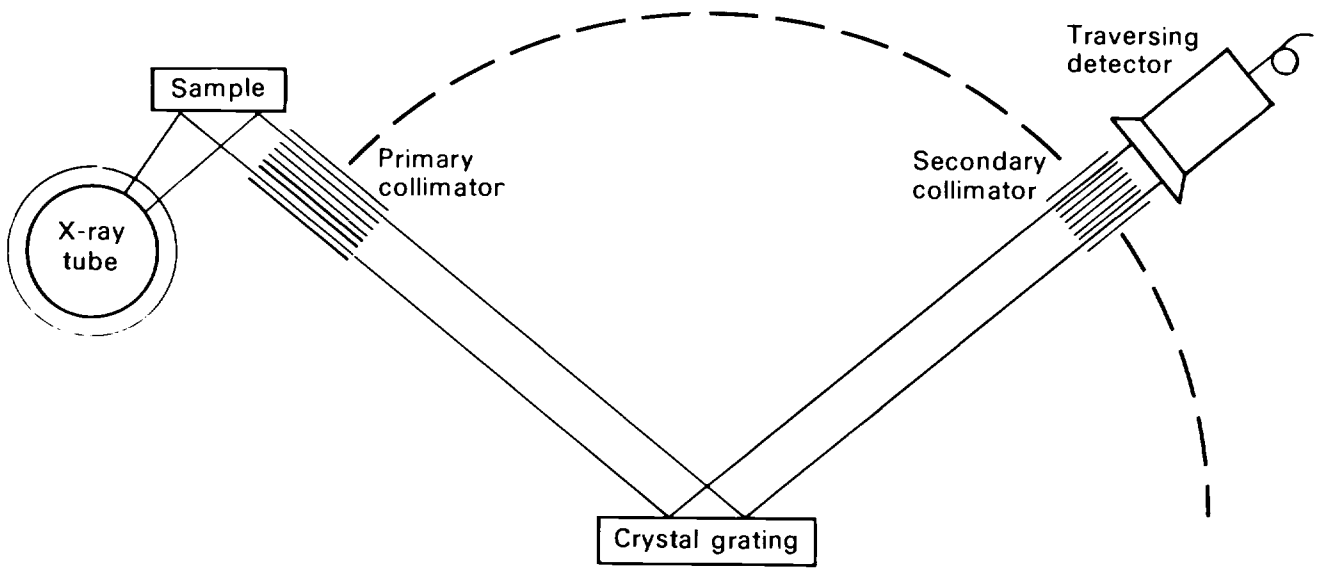 Sample
X-ray
tube
Primary
collimator
Secondary
collimator
Traversing
detector
Crystal grating